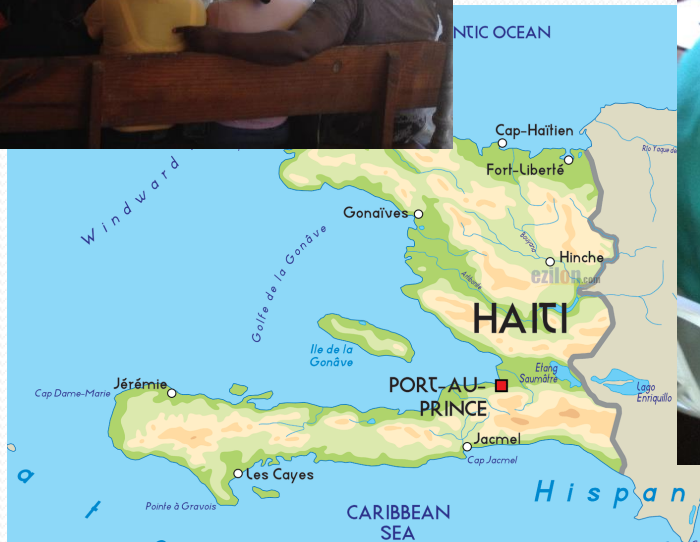 NTIC OCEAN
Cap-Haïtien
Fort-Liberté
Windward
Gonaïves
Golfe de la Gonâve
Hinche
ezilon.com
Artibonite
HAITI
Ile de la
Gonâve
Etang
Saumâtre
Lago
Enriquillo
Jérémie
Cap Dame-Marie
PORT-AU-
PRINCE
Jacmel
Cap Jacmel
Les Cayes
Pointe à Gravois
Hispan
CARIBBEAN
SEA
a